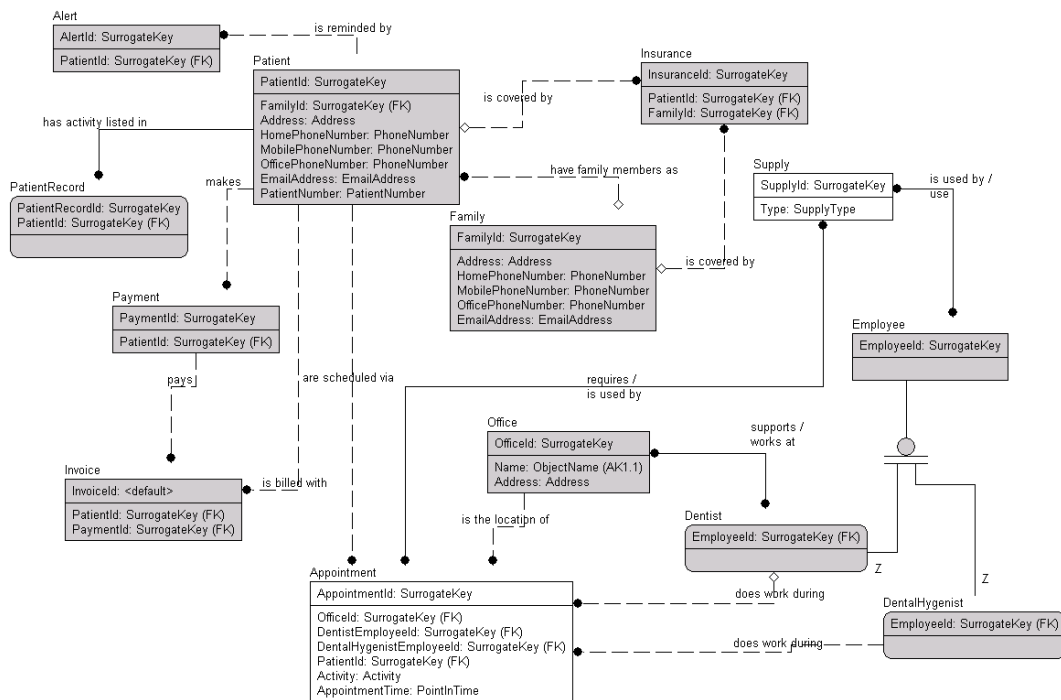 Alert
AlertId: SurrogateKey
PatientId: SurrogateKey (FK)
is reminded by
Patient
PatientId: SurrogateKey
FamilyId: SurrogateKey (FK)
Address: Address
HomePhoneNumber: PhoneNumber
MobilePhoneNumber: PhoneNumber
OfficePhoneNumber: PhoneNumber
EmailAddress: EmailAddress
PatientNumber: PatientNumber
is covered by
Insurance
InsuranceId: SurrogateKey
PatientId: SurrogateKey (FK)
FamilyId: SurrogateKey (FK)
has activity listed in
PatientRecord
PatientRecordId: SurrogateKey
PatientId: SurrogateKey (FK)
makes
have family members as
Family
FamilyId: SurrogateKey
Address: Address
HomePhoneNumber: PhoneNumber
MobilePhoneNumber: PhoneNumber
OfficePhoneNumber: PhoneNumber
EmailAddress: EmailAddress
is covered by
Supply
SupplyId: SurrogateKey
Type: SupplyType
is used by /
use
Payment
PaymentId: SurrogateKey
PatientId: SurrogateKey (FK)
Employee
EmployeeId: SurrogateKey
pays
are scheduled via
requires /
is used by
Office
OfficeId: SurrogateKey
Name: ObjectName (AK1.1)
Address: Address
supports /
works at
Invoice
InvoiceId: <default>
PatientId: SurrogateKey (FK)
PaymentId: SurrogateKey (FK)
is billed with
is the location of
Dentist
EmployeeId: SurrogateKey (FK)
Z
Z
Appointment
AppointmentId: SurrogateKey
OfficeId: SurrogateKey (FK)
DentistEmployeeId: SurrogateKey (FK)
DentalHygenistEmployeeId: SurrogateKey (FK)
PatientId: SurrogateKey (FK)
Activity: Activity
AppointmentTime: PointInTime
does work during
does work during
DentalHygenist
EmployeeId: SurrogateKey (FK)